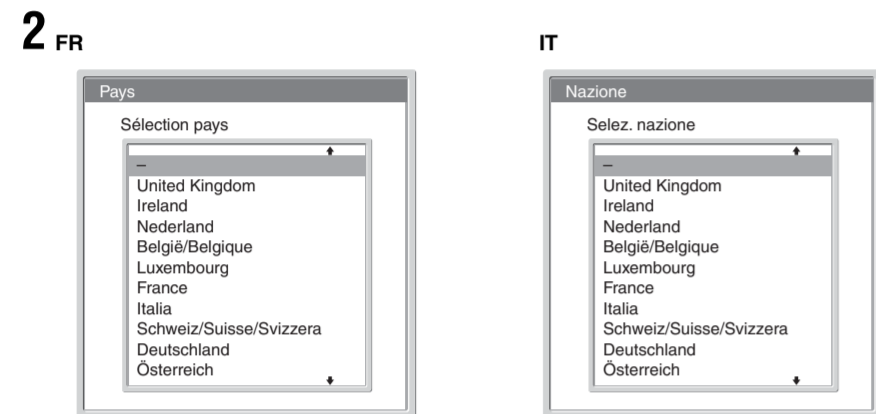 2 FR
Pays
Sélection pays
–
United Kingdom
Ireland
Nederland
België/Belgique
Luxembourg
France
Italia
Schweiz/Suisse/Svizzera
Deutschland
Österreich
IT
Nazione
Selez. nazione
–
United Kingdom
Ireland
Nederland
België/Belgique
Luxembourg
France
Italia
Schweiz/Suisse/Svizzera
Deutschland
Österreich